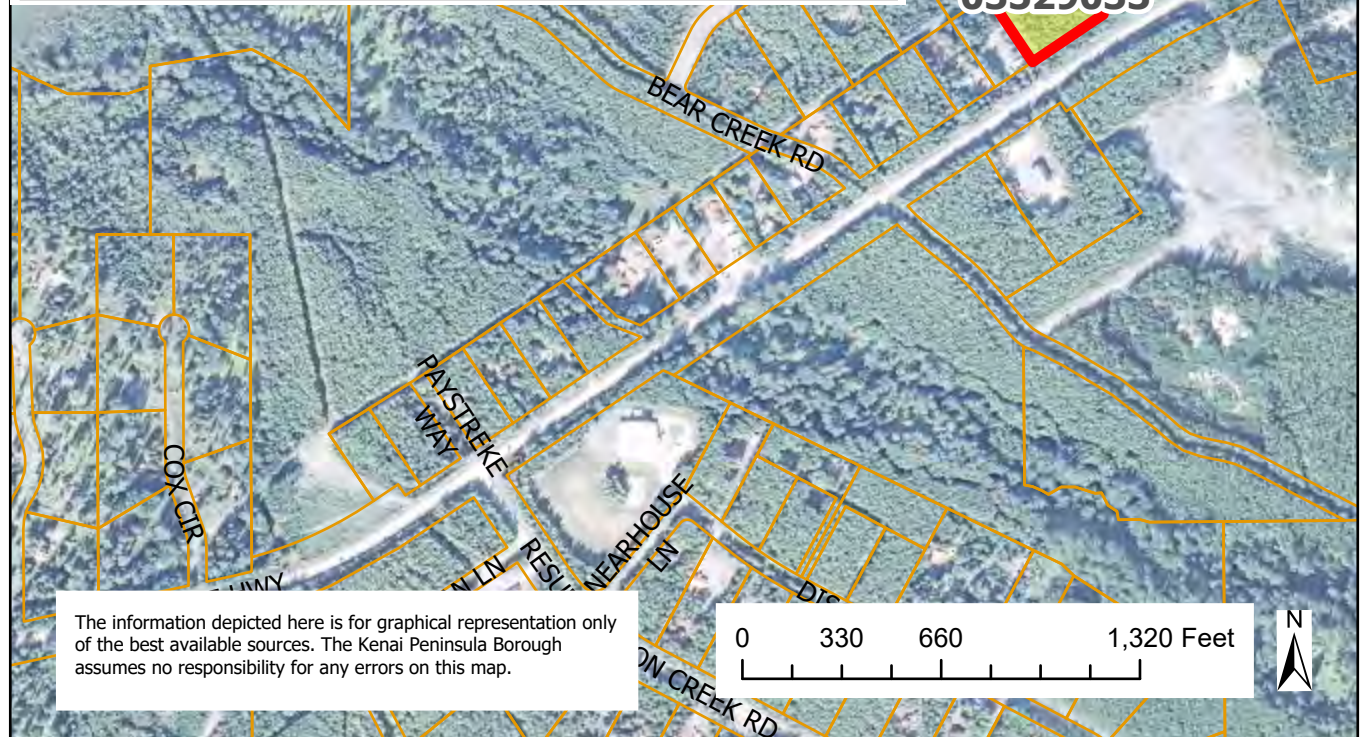 BEAR CREEK RD
PAYSTREKE
WAY
COX CIR
NEARHOUSE
LN
HWY
N LN
RESU
DIS
ON CREEK RD
The information depicted here is for graphical representation only
of the best available sources. The Kenai Peninsula Borough
assumes no responsibility for any errors on this map.
0 330 660 1,320 Feet
N